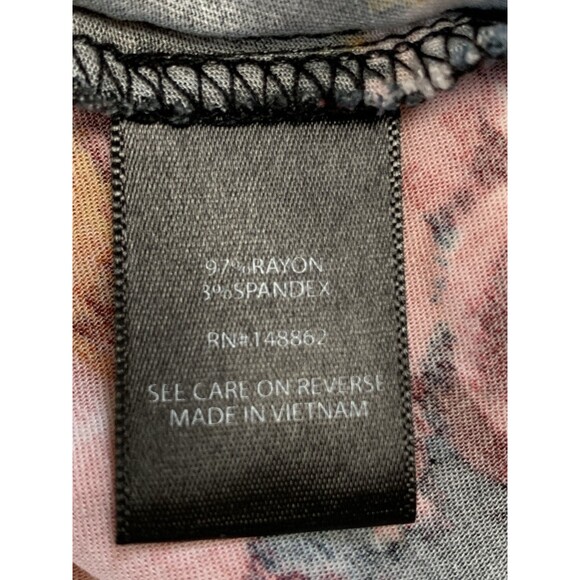 97%RAYON
3%SPANDEX
RN#148862
SEE CARE ON REVERSE
MADE IN VIETNAM